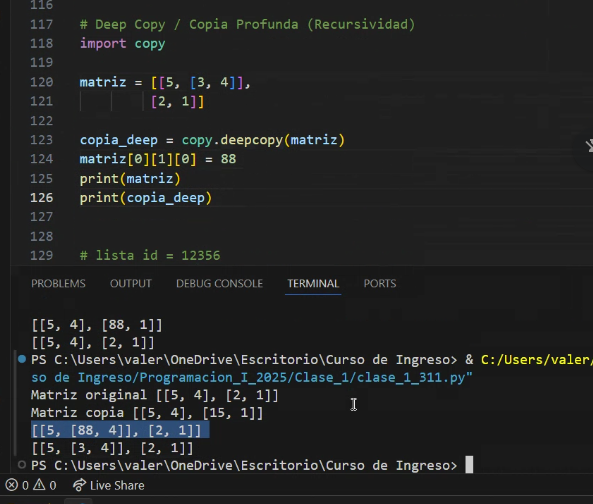 116
117 # Deep Copy / Copia Profunda (Recursividad)
118 import copy
119
120 matriz = [[5, [3, 4]],
121 [2, 1]]
122
123 copia_deep = copy.deepcopy(matriz)
124 matriz[0][1][0] = 88
125 print(matriz)
126 print(copia_deep)
127
128
129 # lista id = 12356
PROBLEMS OUTPUT DEBUG CONSOLE TERMINAL PORTS
[[5, 4], [88, 1]]
[[5, 4], [2, 1]]
PS C:\Users\valer\OneDrive\Escritorio\Curso de Ingreso> & C:/Users/valer/
so de Ingreso/Programacion_I_2025/Clase_1/clase_1_311.py"
Matriz original [[5, 4], [2, 1]]
Matriz copia [[5, 4], [15, 1]]
[[5, [88, 4]], [2, 1]]
[[5, [3, 4]], [2, 1]]
PS C:\Users\valer\OneDrive\Escritorio\Curso de Ingreso>
0 0 Live Share